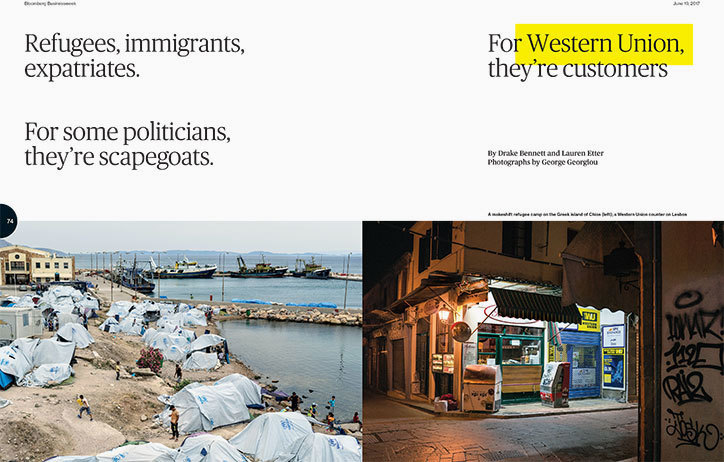 Bloomberg Businessweek
June 19, 2017
Refugees, immigrants,
expatriates.
For some politicians,
they're scapegoats.
For Western Union,
they're customers
By Drake Bennett and Lauren Etter
Photographs by George Georgiou
A makeshift refugee camp on the Greek island of Chios (left), a Western Union counter on Lesbos
74
WU